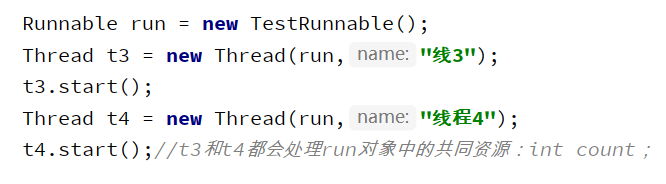 Runnable run = new TestRunnable();
Thread t3 = new Thread(run, name: "线3");
t3.start();
Thread t4 = new Thread(run, name: "线程4");
t4.start();//t3和t4都会处理run对象中的共同资源：int count；